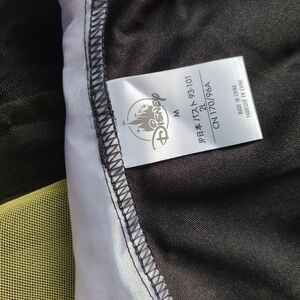 Disney
M
JP日本 バスト 93-101
2L
CN 170/96A
MADE IN CHINA
FABRIQUÉ EN CHINE